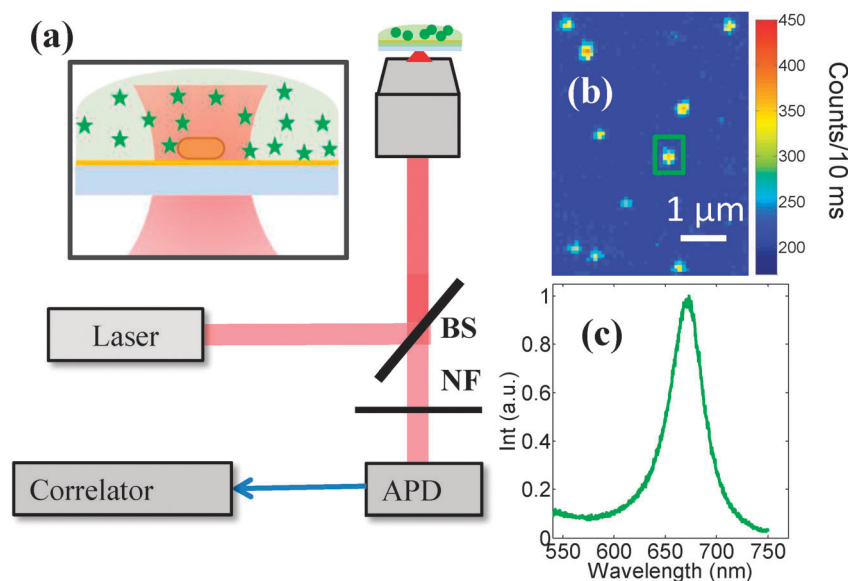 (a)
Laser
BS
NF
Correlator
APD
(b)
1 μm
450
400
350
300
250
200
Counts/10 ms
(c)
1
0.8
0.6
0.4
0.2
0
Int (a.u.)
550 600 650 700 750
Wavelength (nm)